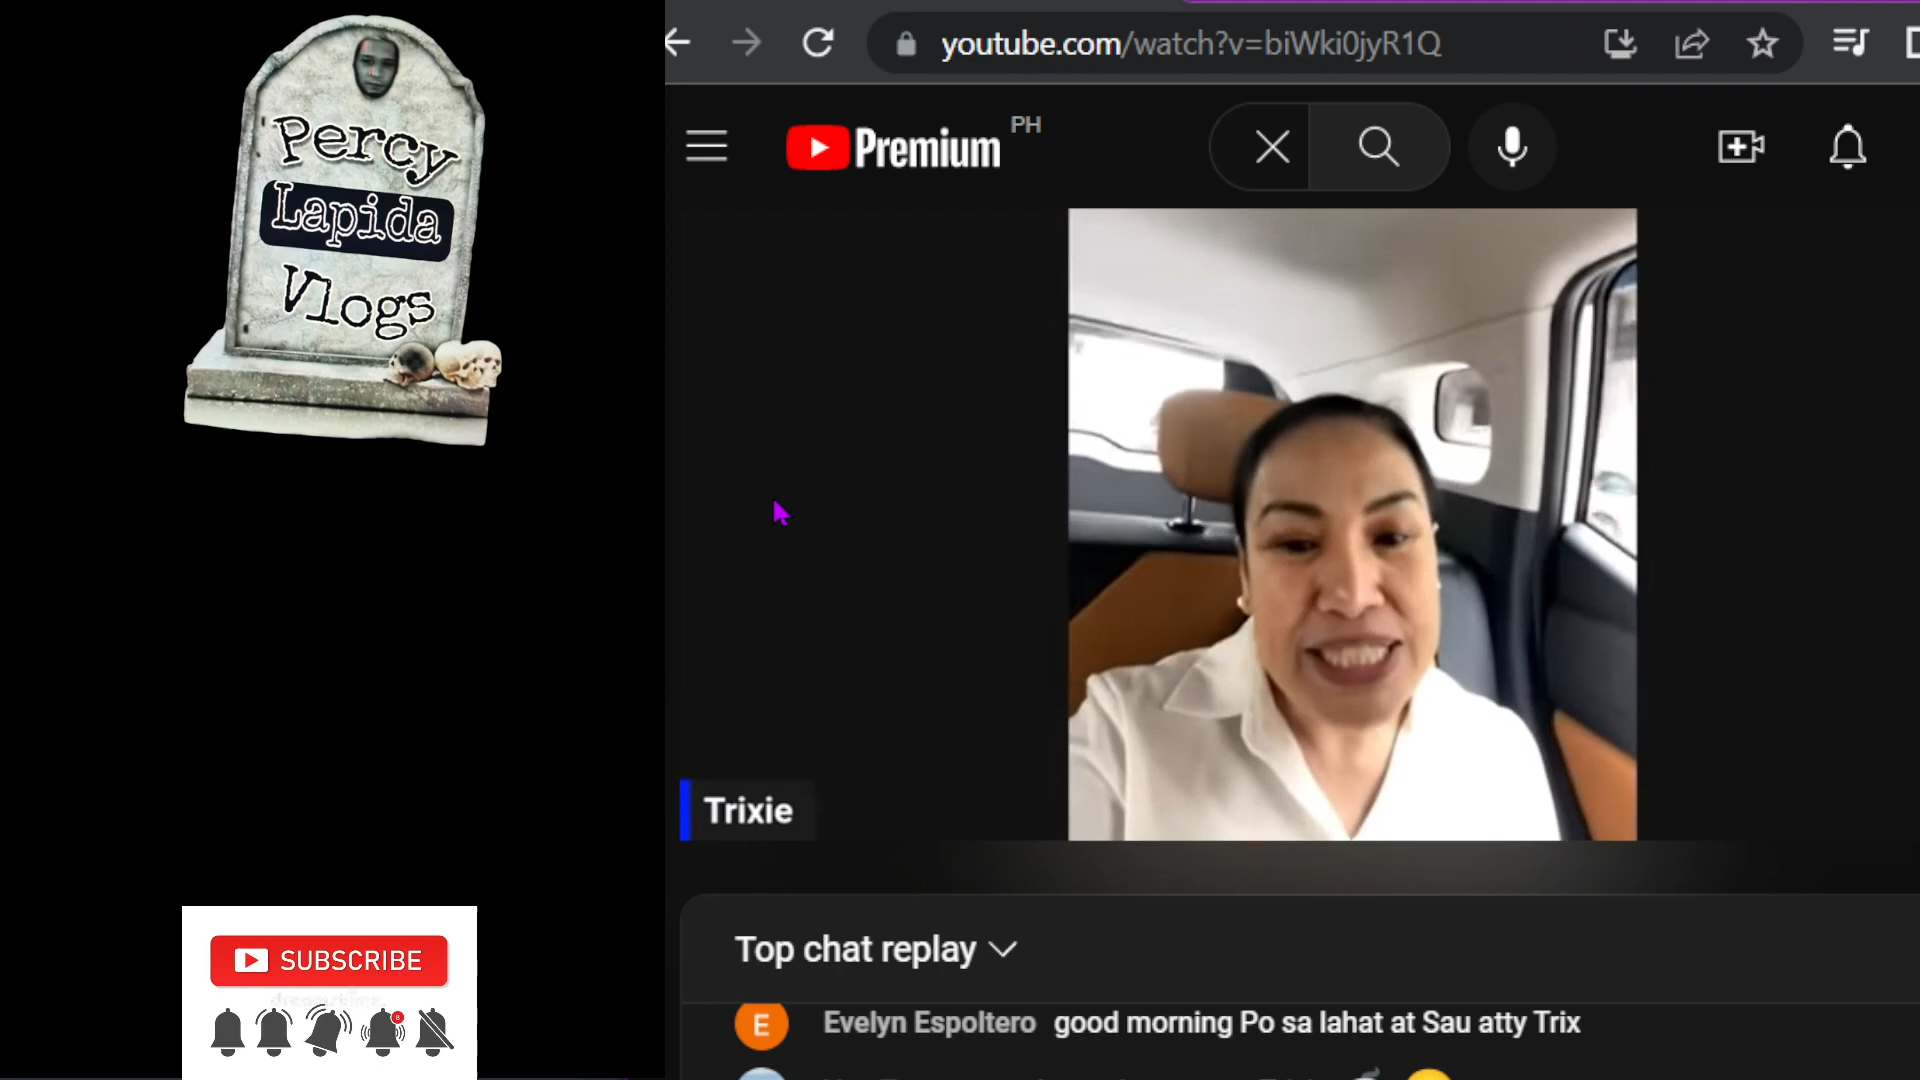 Percy
Lapida
Vlogs
youtube.com/watch?v=biWki0jyR1Q
Premium
PH
Trixie
Top chat replay
E
Evelyn Espoltero good morning Po sa lahat at Sau atty Trix
SUBSCRIBE
8